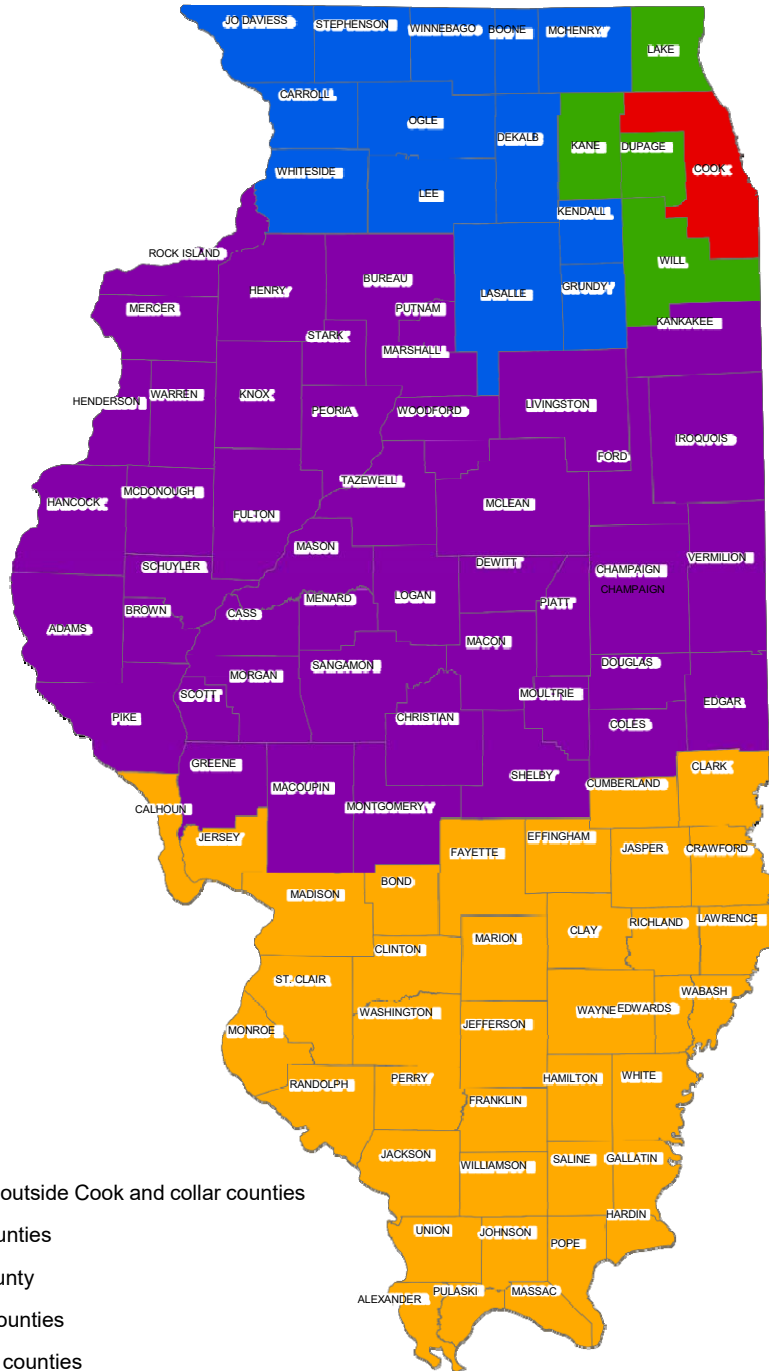 JO DAVIESS
STEPHENSON
WINNEBAGO
BOONE
MCHENRY
LAKE
CARROLL
OGLE
DEKALB
KANE
DUPAGE
COOK
WHITESIDE
LEE
KENDALL
ROCK ISLAND
WILL
HENRY
BUREAU
LASALLE
GRUNDY
MERCER
PUTNAM
KANKAKEE
STARK
MARSHALL
HENDERSON
WARREN
KNOX
PEORIA
WOODFORD
LIVINGSTON
IROQUOIS
FORD
HANCOCK
MCDONOUGH
FULTON
TAZEWELL
MCLEAN
MASON
SCHUYLER
DEWITT
CHAMPAIGN
VERMILION
CHAMPAIGN
ADAMS
BROWN
CASS
MENARD
LOGAN
PIATT
MACON
SANGAMON
DOUGLAS
MORGAN
SCOTT
MOULTRIE
EDGAR
PIKE
CHRISTIAN
COLES
GREENE
MACOUPIN
SHELBY
CLARK
CUMBERLAND
MONTGOMERY
CALHOUN
JERSEY
EFFINGHAM
FAYETTE
JASPER
CRAWFORD
MADISON
BOND
CLAY
RICHLAND
LAWRENCE
MARION
CLINTON
ST. CLAIR
WABASH
WASHINGTON
WAYNE
EDWARDS
MONROE
JEFFERSON
RANDOLPH
PERRY
HAMILTON
WHITE
FRANKLIN
JACKSON
WILLIAMSON
SALINE
GALLATIN
outside Cook and collar counties
HARDIN
UNION
JOHNSON
POPE
unties
unty
ALEXANDER
PULASKI
MASSAC
ounties
counties